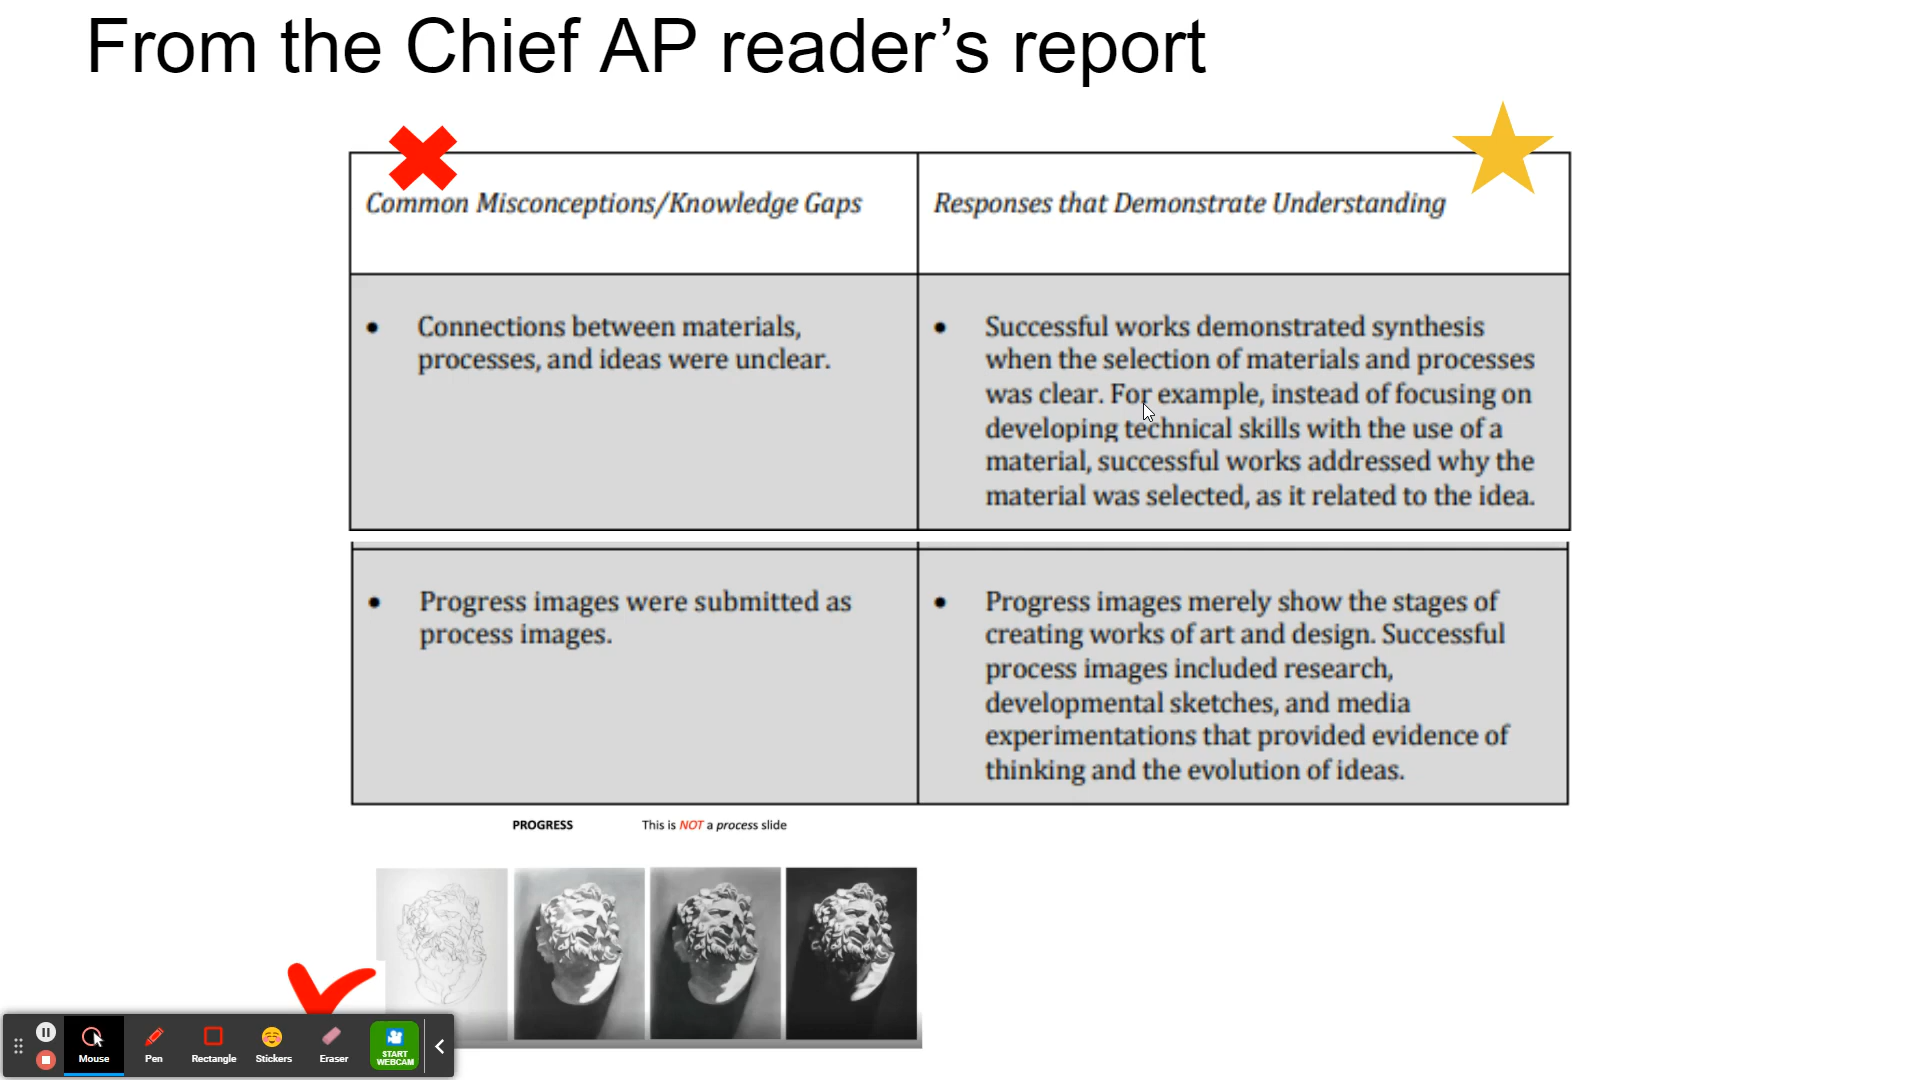 From the Chief AP reader’s report
Common Misconceptions/Knowledge Gaps
Responses that Demonstrate Understanding
• Connections between materials,
processes, and ideas were unclear.
• Successful works demonstrated synthesis
when the selection of materials and processes
was clear. For example, instead of focusing on
developing technical skills with the use of a
material, successful works addressed why the
material was selected, as it related to the idea.
• Progress images were submitted as
process images.
• Progress images merely show the stages of
creating works of art and design. Successful
process images included research,
developmental sketches, and media
experimentations that provided evidence of
thinking and the evolution of ideas.
PROGRESS
This is NOT a process slide
Mouse
Pen
Rectangle
Stickers
Eraser
START
WEBCAM